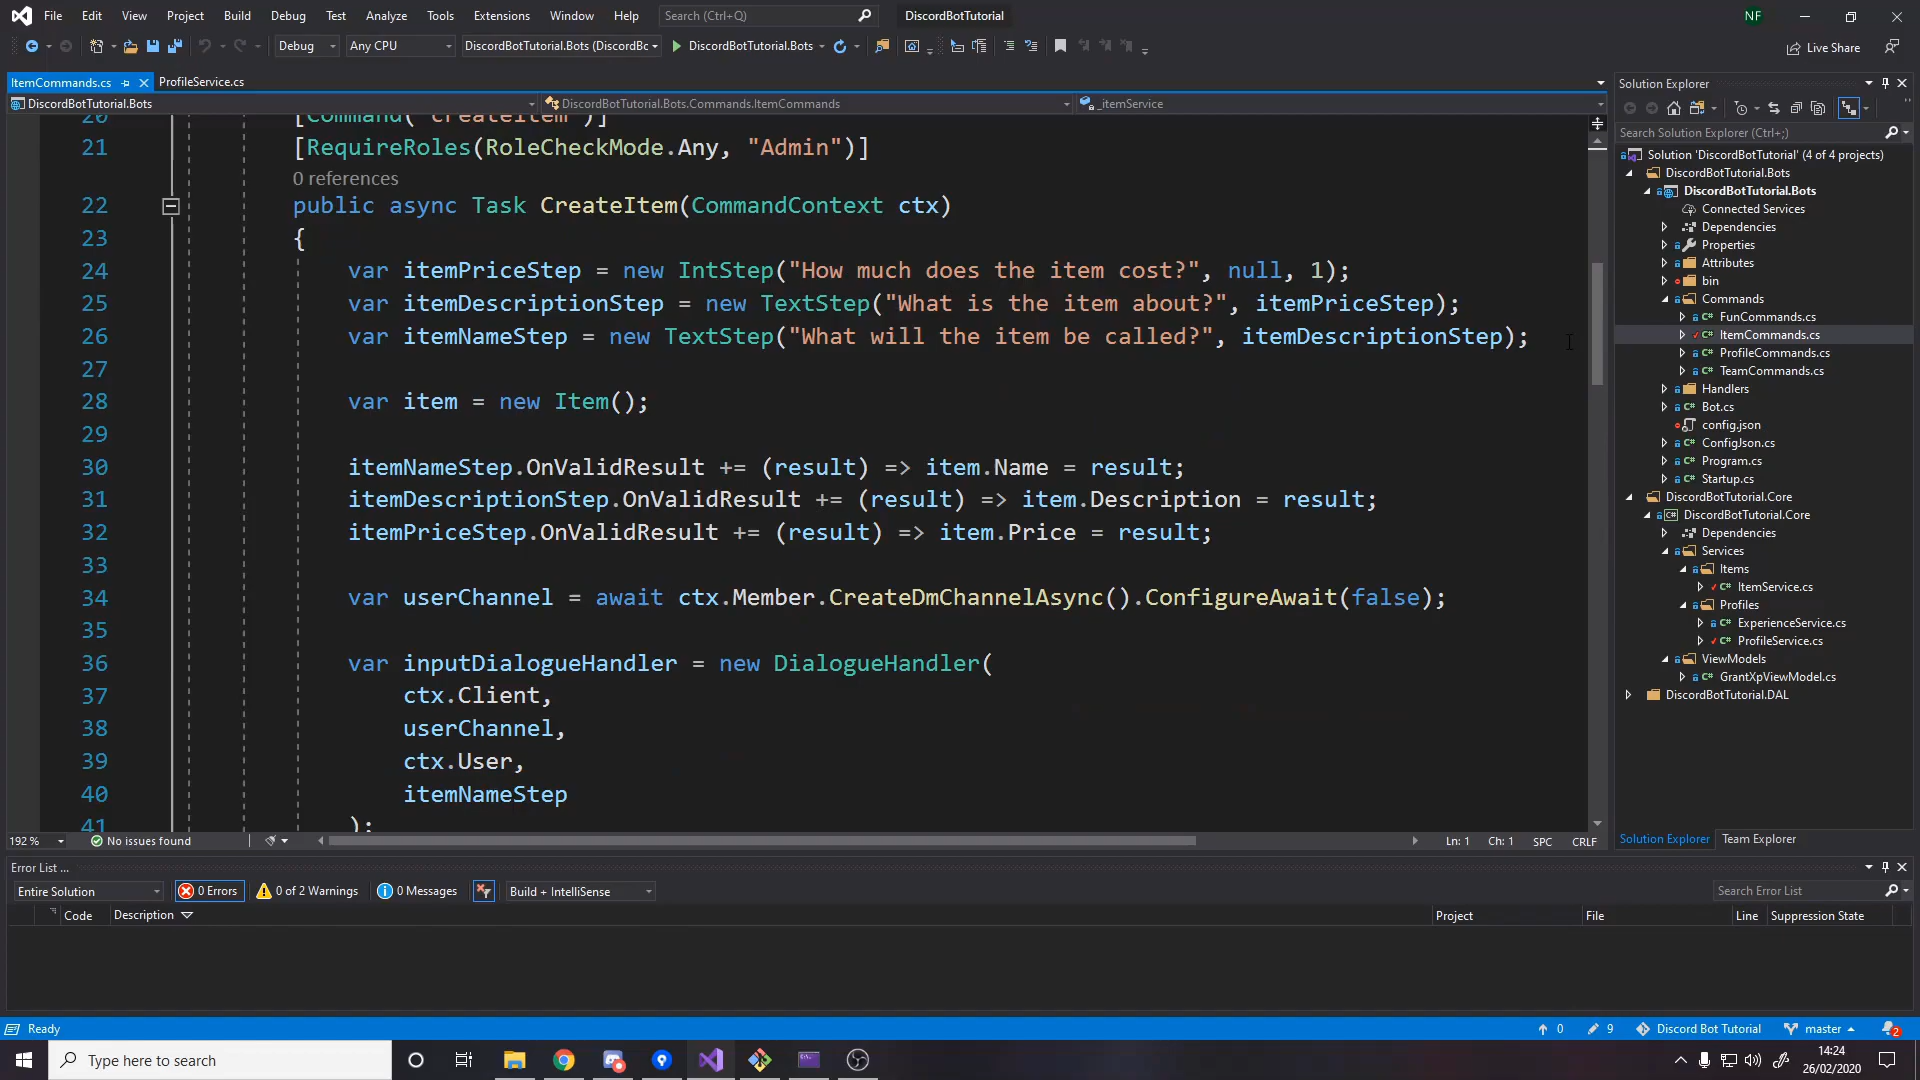 File Edit View Project Build Debug Test Analyze Tools Extensions Window Help Search (Ctrl+Q) DiscordBotTutorial NF
Debug Any CPU DiscordBotTutorial.Bots (DiscordBc DiscordBotTutorial.Bots Live Share
ItemCommands.cs ProfileService.cs
DiscordBotTutorial.Bots DiscordBotTutorial.Bots.Commands.ItemCommands _itemService
20 [Command("createitem")]
21 [RequireRoles(RoleCheckMode.Any, "Admin")]
0 references
22 public async Task CreateItem(CommandContext ctx)
23 {
24 var itemPriceStep = new IntStep("How much does the item cost?", null, 1);
25 var itemDescriptionStep = new TextStep("What is the item about?", itemPriceStep);
26 var itemNameStep = new TextStep("What will the item be called?", itemDescriptionStep);
27
28 var item = new Item();
29
30 itemNameStep.OnValidResult += (result) => item.Name = result;
31 itemDescriptionStep.OnValidResult += (result) => item.Description = result;
32 itemPriceStep.OnValidResult += (result) => item.Price = result;
33
34 var userChannel = await ctx.Member.CreateDmChannelAsync().ConfigureAwait(false);
35
36 var inputDialogueHandler = new DialogueHandler(
37 ctx.Client,
38 userChannel,
39 ctx.User,
40 itemNameStep
41 );
192 % No issues found Ln: 1 Ch: 1 SPC CRLF
Solution Explorer
Search Solution Explorer (Ctrl+;)
Solution 'DiscordBotTutorial' (4 of 4 projects)
DiscordBotTutorial.Bots
DiscordBotTutorial.Bots
Connected Services
Dependencies
Properties
Attributes
bin
Commands
FunCommands.cs
ItemCommands.cs
ProfileCommands.cs
TeamCommands.cs
Handlers
Bot.cs
config.json
ConfigJson.cs
Program.cs
Startup.cs
DiscordBotTutorial.Core
DiscordBotTutorial.Core
Dependencies
Services
Items
ItemService.cs
Profiles
ExperienceService.cs
ProfileService.cs
ViewModels
GrantXpViewModel.cs
DiscordBotTutorial.DAL
Solution Explorer Team Explorer
Error List ...
Entire Solution 0 Errors 0 of 2 Warnings 0 Messages Build + IntelliSense Search Error List
Code Description Project File Line Suppression State
Ready 0 9 Discord Bot Tutorial master 2
Type here to search 14:24
26/02/2020